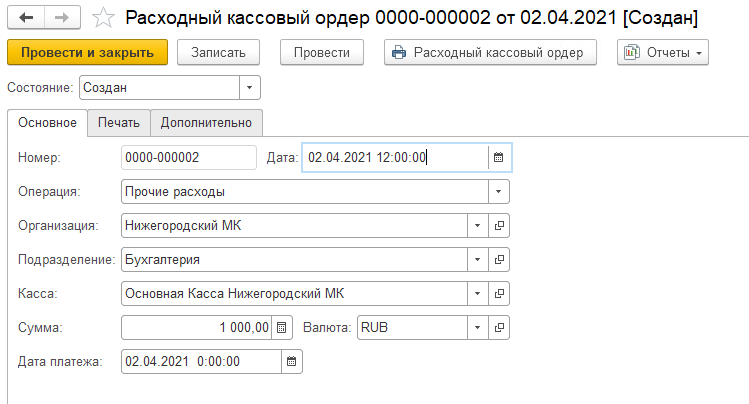 Расходный кассовый ордер 0000-000002 от 02.04.2021 [Создан]
Провести и закрыть Записать Провести Расходный кассовый ордер Отчеты
Состояние: Создан
Основное Печать Дополнительно
Номер: 0000-000002 Дата: 02.04.2021 12:00:00
Операция: Прочие расходы
Организация: Нижегородский МК
Подразделение: Бухгалтерия
Касса: Основная Касса Нижегородский МК
Сумма: 1 000,00 Валюта: RUB
Дата платежа: 02.04.2021 0:00:00